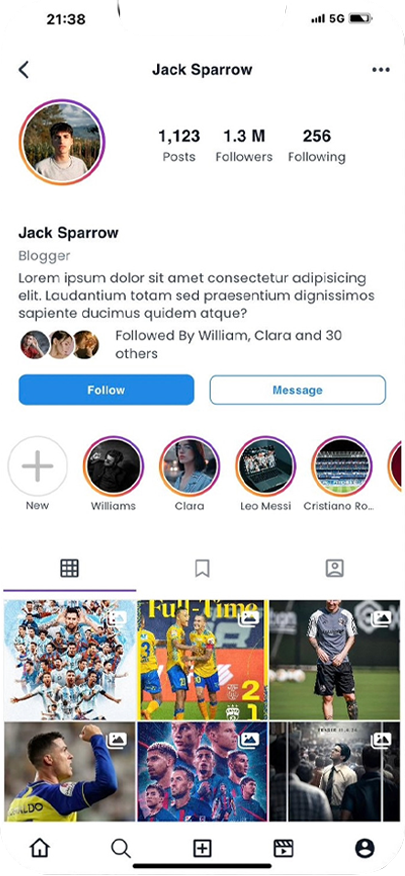 21:38
5G
Jack Sparrow
1,123
1.3 M
256
Posts
Followers
Following
Jack Sparrow
Blogger
Lorem ipsum dolor sit amet consectetur adipisicing
elit. Laudantium totam sed praesentium dignissimos
sapiente ducimus quidem atque?
Followed By William, Clara and 30
others
Follow
Message
New
Williams
Clara
Leo Messi
Cristiano Ro...
Full-Time
2
1